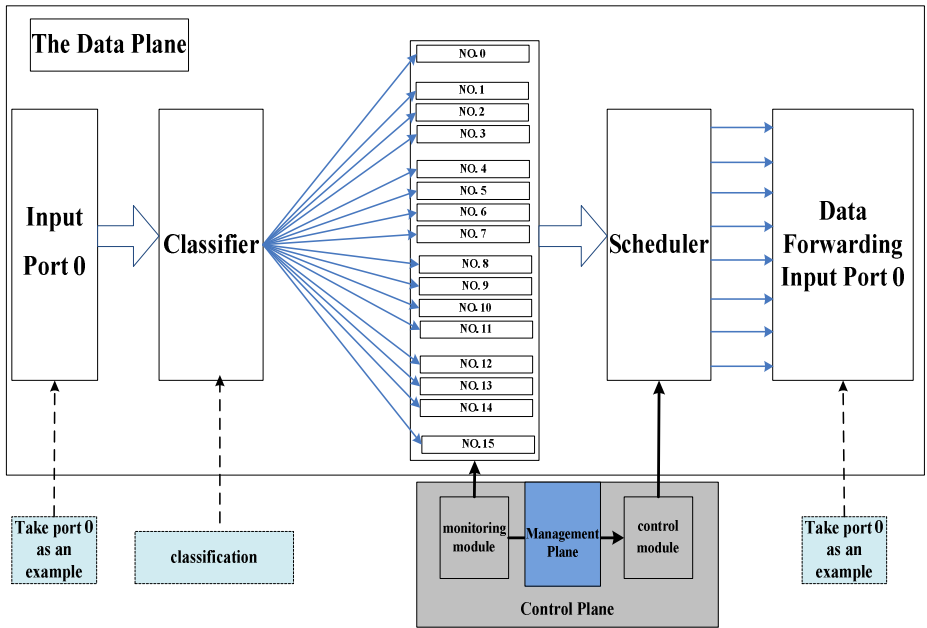 The Data Plane
Input
Port 0
Classifier
NO. 0
NO. 1
NO. 2
NO. 3
NO. 4
NO. 5
NO. 6
NO. 7
NO. 8
NO. 9
NO. 10
NO. 11
NO. 12
NO. 13
NO. 14
NO. 15
Scheduler
Data
Forwarding
Input Port 0
Take port 0
as an
example
classification
monitoring
module
Management
Plane
control
module
Control Plane
Take port 0
as an
example